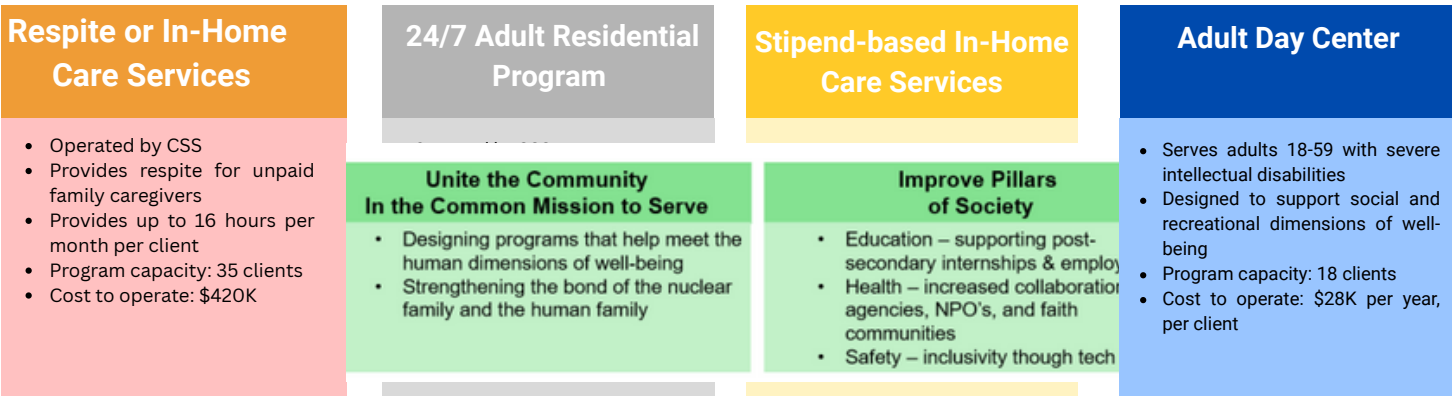 Respite or In-Home
Care Services
• Operated by CSS
• Provides respite for unpaid
family caregivers
• Provides up to 16 hours per
month per client
• Program capacity: 35 clients
• Cost to operate: $420K
24/7 Adult Residential
Program
Stipend-based In-Home
Care Services
Unite the Community
In the Common Mission to Serve
• Designing programs that help meet the
human dimensions of well-being
• Strengthening the bond of the nuclear
family and the human family
Improve Pillars
of Society
• Education – supporting post-
secondary internships & employ
• Health – increased collaboration
agencies, NPO's, and faith
communities
• Safety – inclusivity though tech
Adult Day Center
• Serves adults 18-59 with severe
intellectual disabilities
• Designed to support social and
recreational dimensions of well-
being
• Program capacity: 18 clients
• Cost to operate: $28K per year,
per client